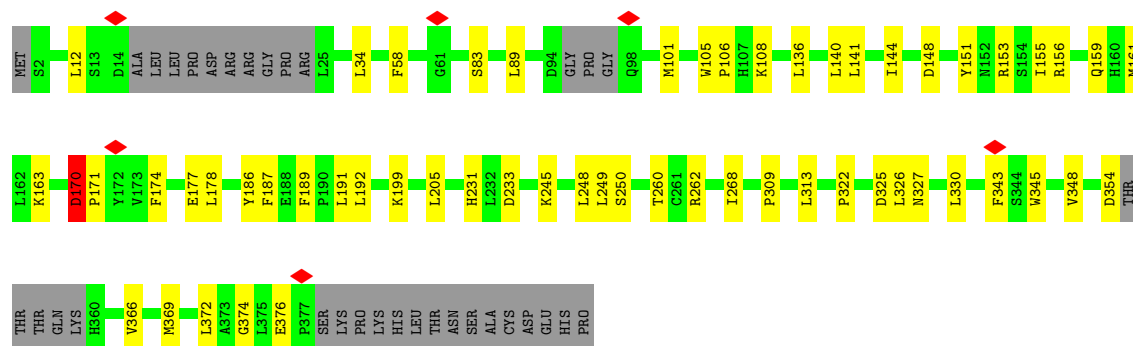 MET S2 L12 S13 D14 ALA LEU LEU PRO ASP ARG ARG GLY PRO ARG L25 L34 F58 G61 S83 L89 D94 GLY PRO GLY Q98 M101 W105 P106 H107 K108 L136 L140 L141 I144 D148 Y151 N152 R153 S154 I155 R156 Q159 H160 M161
L162 K163 D170 P171 Y172 V173 F174 E177 L178 Y186 F187 E188 F189 P190 L191 L192 K199 L205 H231 L232 D233 K245 L248 L249 S250 T260 C261 R262 I268 P309 L313 P322 D325 L326 N327 L330 F343 S344 W345 V348 D354 THR
THR THR GLN LYS H360 V366 M369 L372 A373 G374 L375 E376 P377 SER LYS PRO LYS HIS LEU THR ASN SER ALA CYS ASP GLU HIS PRO